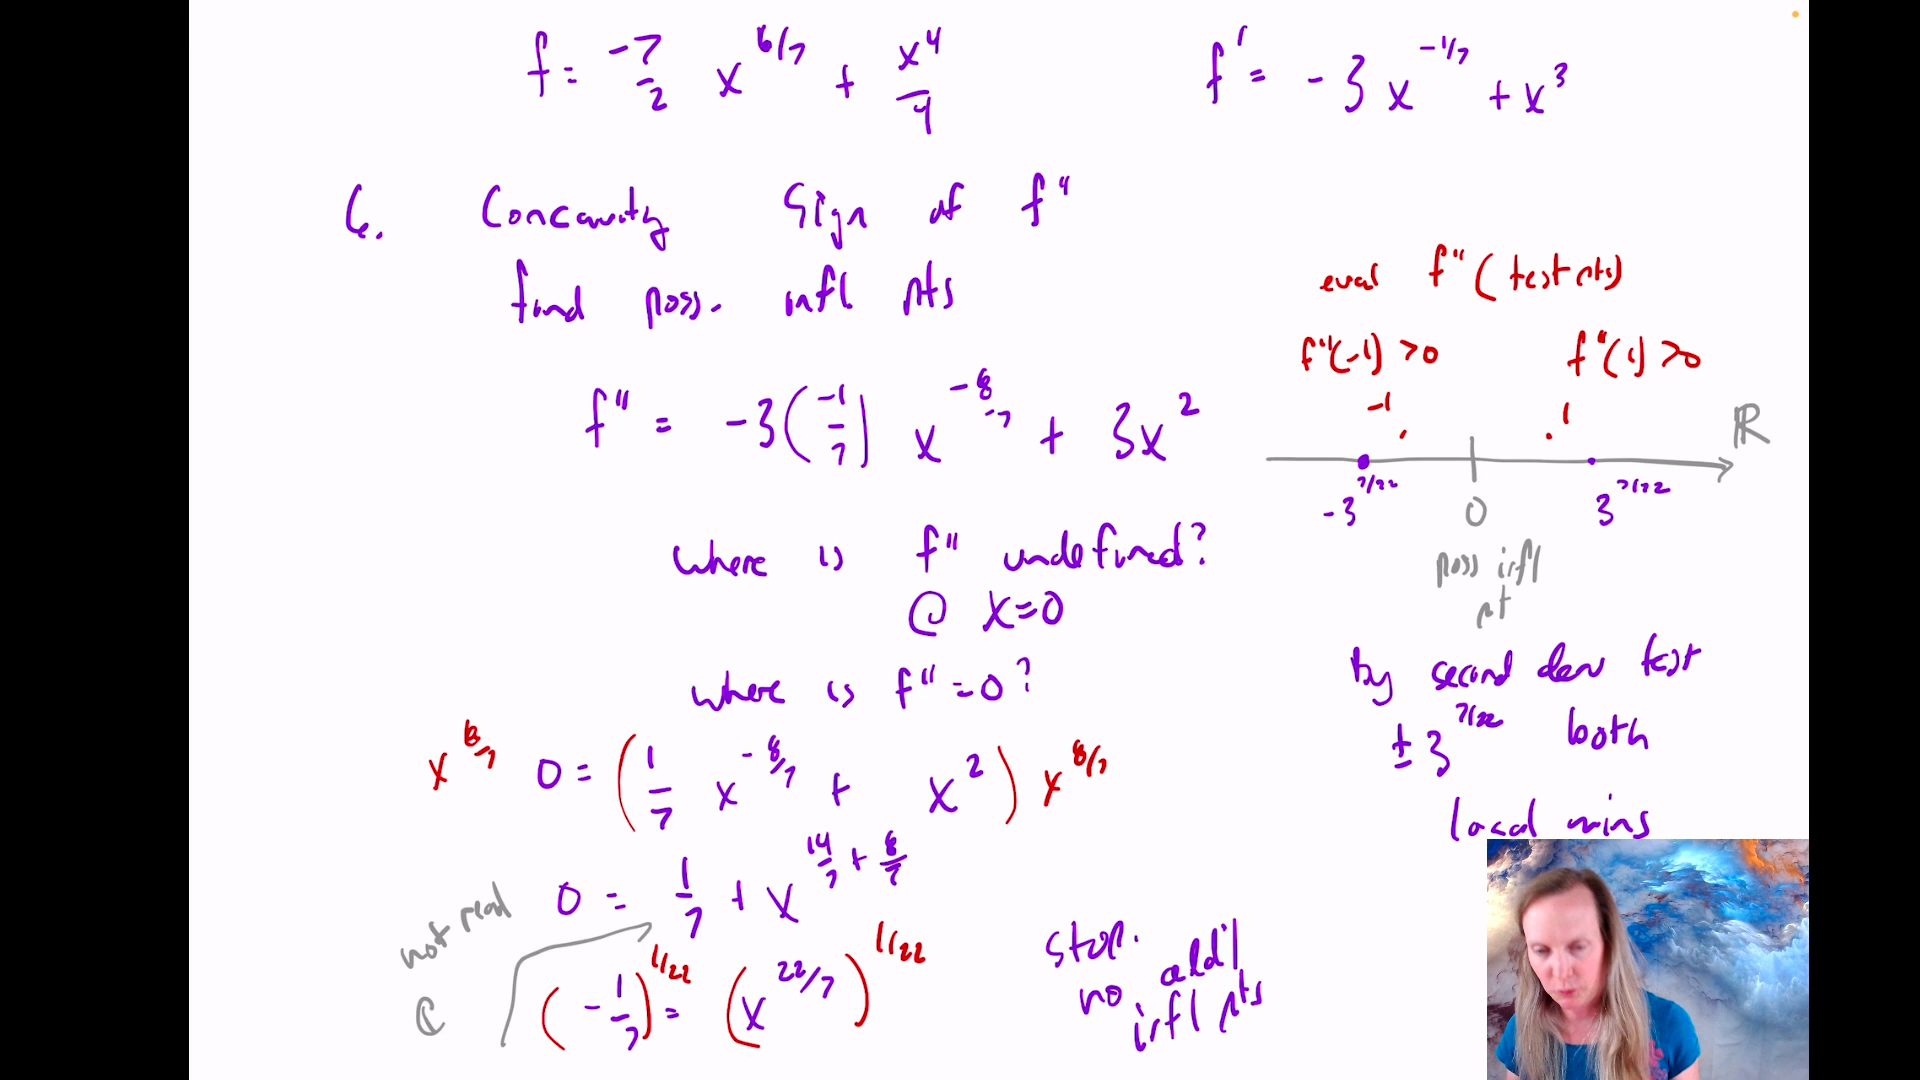 f = -7/2 x^{6/7} + x^4/4
f' = -3x^{-1/7} + x^3
6. Concavity Sign of f"
find poss. infl pts
f" = -3(-1/7) x^{-8/7} + 3x^2
where is f" undefined?
@ x=0
where is f"=0?
x^{8/7} 0 = (1/7 x^{-8/7} + x^2) x^{8/7}
0 = 1/7 + x^{14/7 + 8/7}
not real
ℂ
(-1/7)^{1/22} = (x^{22/7})^{1/22}
stop.
no add'l
infl pts
eval f"(test pts)
f"(-1) >0 f"(1) >0
-1 1
ℝ
-3^{7/22} 0 3^{7/22}
poss infl
pt
by second derv test
±3^{7/22} both
local mins